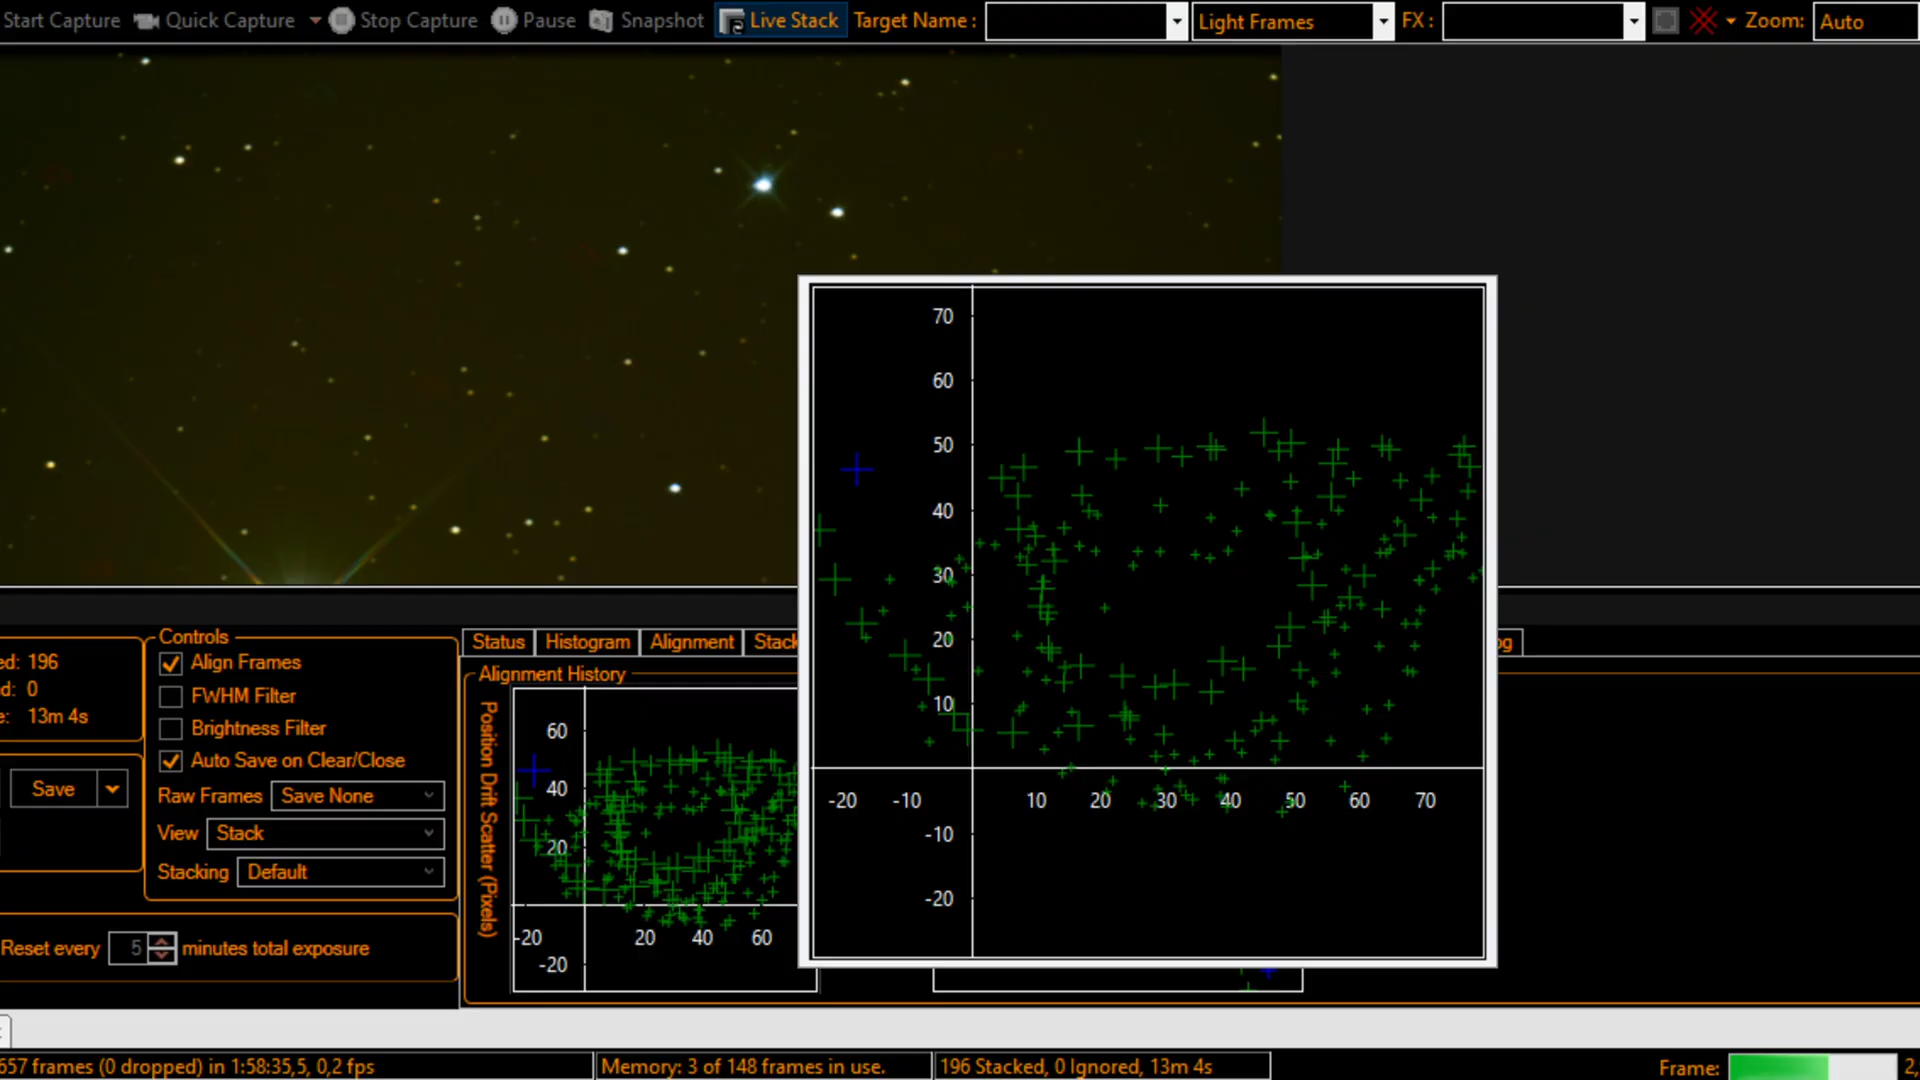 Start Capture Quick Capture Stop Capture Pause Snapshot Live Stack Target Name : Light Frames FX : Zoom: Auto
70
60
50
40
30
20
10
-20 -10 10 20 30 40 50 60 70
-10
-20
ed: 196
d: 0
e: 13m 4s
Save
Controls
Align Frames
FWHM Filter
Brightness Filter
Auto Save on Clear/Close
Raw Frames Save None
View Stack
Stacking Default
Reset every 5 minutes total exposure
Status Histogram Alignment Stack og
Alignment History
Position Drift Scatter (Pixels)
60
40
20
-20 20 40 60
-20
657 frames (0 dropped) in 1:58:35,5, 0,2 fps
Memory: 3 of 148 frames in use.
196 Stacked, 0 Ignored, 13m 4s
Frame: 2,